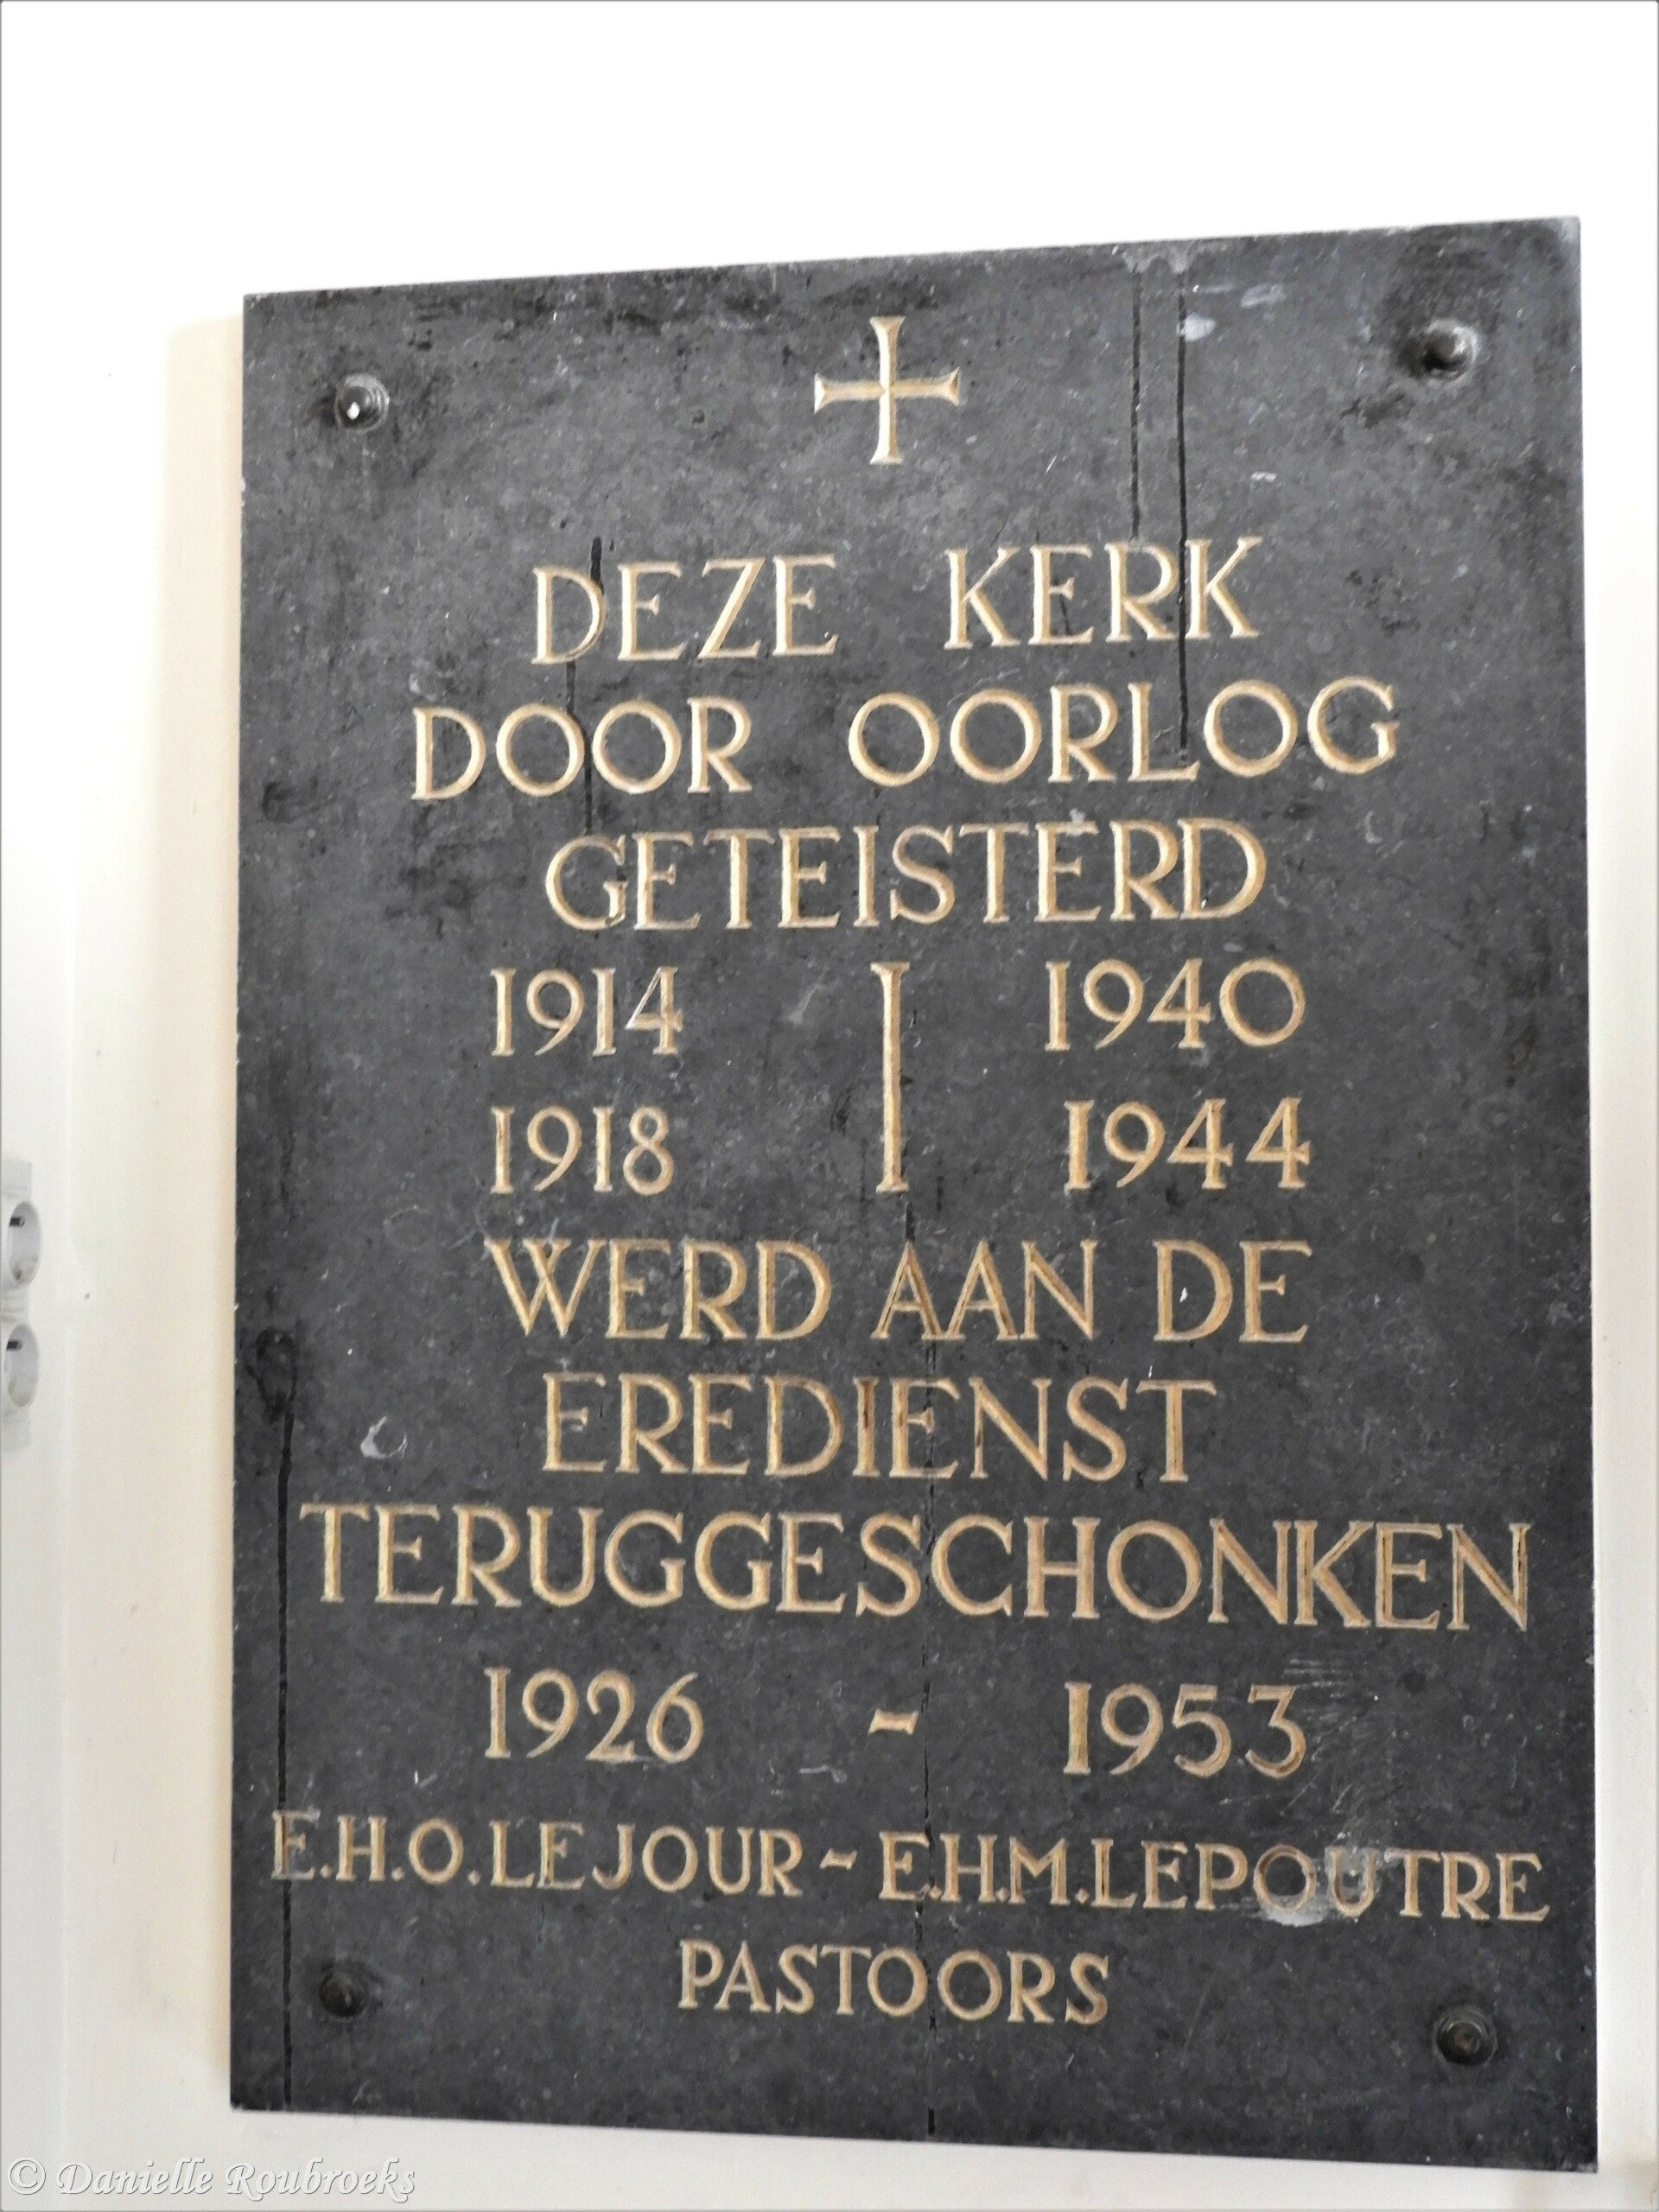 DEZE KERK
DOOR OORLOG
GETEISTERD
1914 | 1940
1918 | 1944
WERD AAN DE
EREDIENST
TERUGGESCHONKEN
1926 - 1953
E.H.O.LEJOUR - E.H.M.LEPOUTRE
PASTOORS
© Danielle Roubroeks